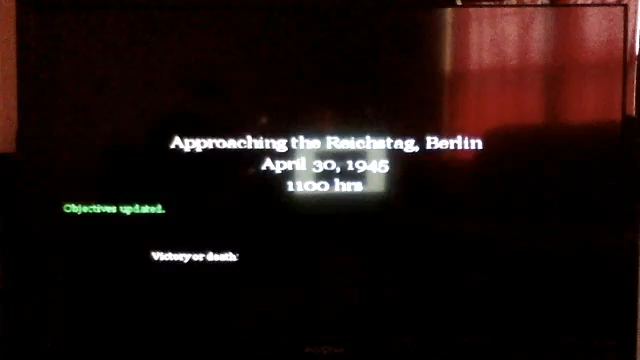 Approaching the Reichstag, Berlin
April 30, 1945
1100 hrs
Objectives updated.
Victory or death: